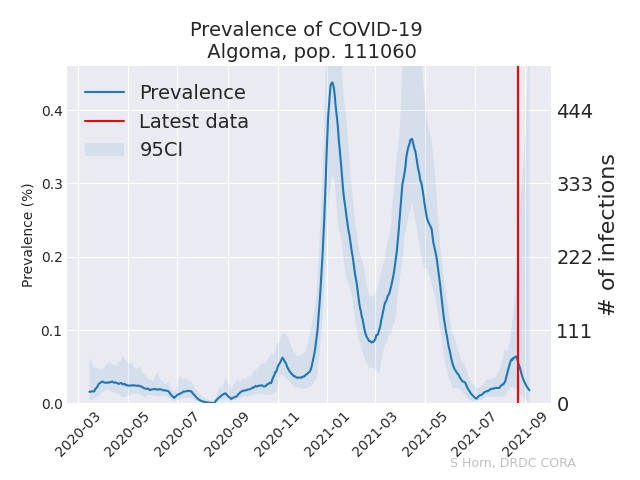 Prevalence of COVID-19
Algoma, pop. 111060
Prevalence
Latest data
95CI
0.4
0.3
0.2
0.1
0.0
Prevalence (%)
444
333
222
111
0
# of infections
2020-03
2020-05
2020-07
2020-09
2020-11
2021-01
2021-03
2021-05
2021-07
2021-09
S Horn, DRDC CORA